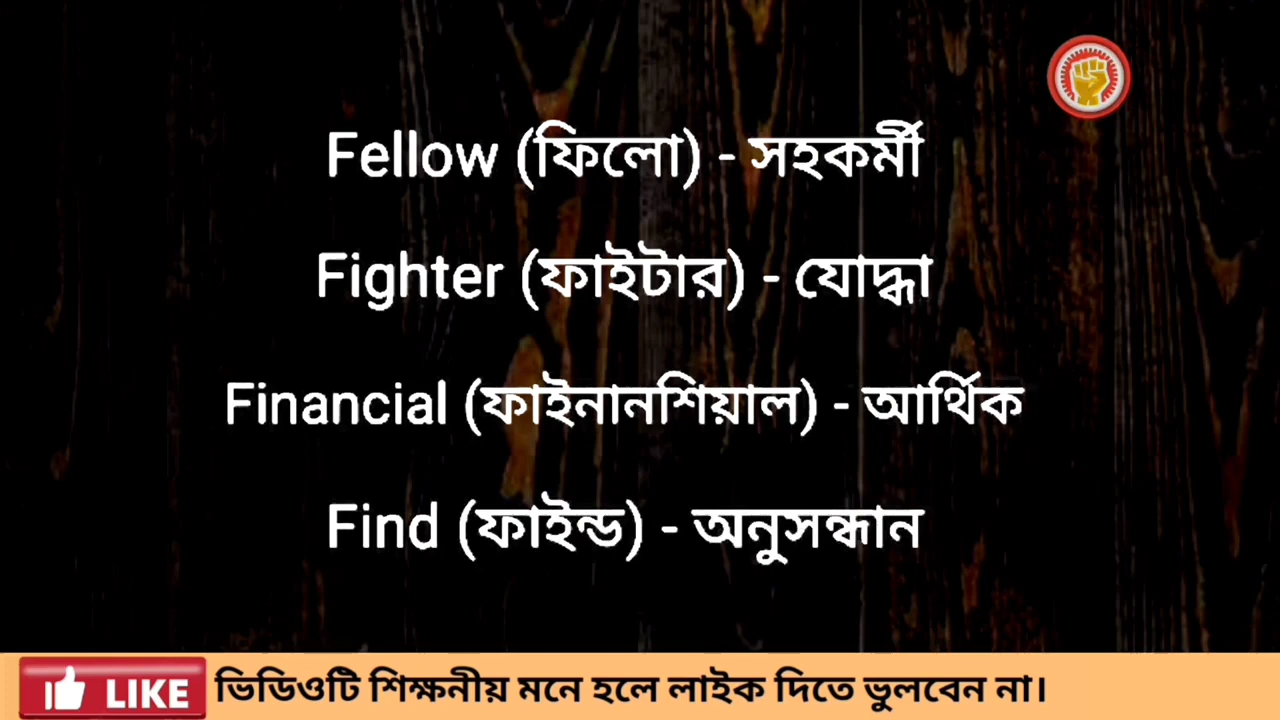 Fellow (ফিলো) - সহকর্মী
Fighter (ফাইটার) - যোদ্ধা
Financial (ফাইনানশিয়াল) - আর্থিক
Find (ফাইন্ড) - অনুসন্ধান
LIKE ভিডিওটি শিক্ষনীয় মনে হলে লাইক দিতে ভুলবেন না।